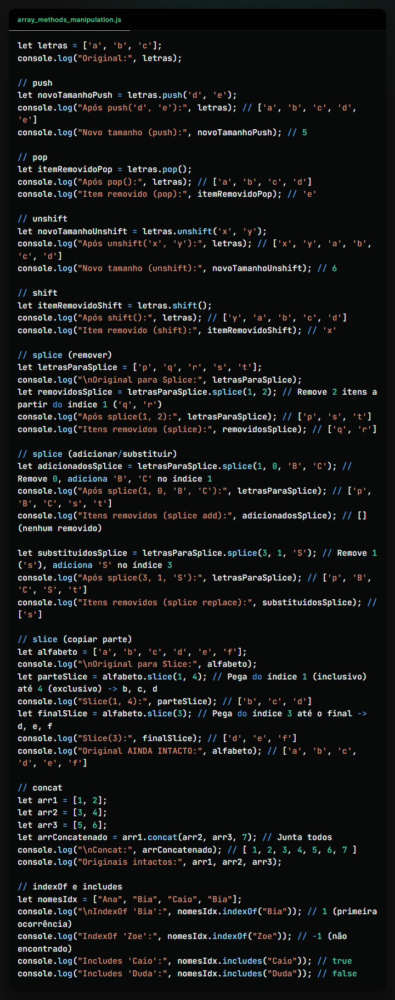 array_methods_manipulation.js
let letras = ['a', 'b', 'c'];
console.log("Original:", letras);
// push
let novoTamanhoPush = letras.push('d', 'e');
console.log("Após push('d', 'e'):", letras); // ['a', 'b', 'c', 'd',
'e']
console.log("Novo tamanho (push):", novoTamanhoPush); // 5
// pop
let itemRemovidoPop = letras.pop();
console.log("Após pop():", letras); // ['a', 'b', 'c', 'd']
console.log("Item removido (pop):", itemRemovidoPop); // 'e'
// unshift
let novoTamanhoUnshift = letras.unshift('x', 'y');
console.log("Após unshift('x', 'y'):", letras); // ['x', 'y', 'a', 'b',
'c', 'd']
console.log("Novo tamanho (unshift):", novoTamanhoUnshift); // 6
// shift
let itemRemovidoShift = letras.shift();
console.log("Após shift():", letras); // ['y', 'a', 'b', 'c', 'd']
console.log("Item removido (shift):", itemRemovidoShift); // 'x'
// splice (remover)
let letrasParaSplice = ['p', 'q', 'r', 's', 't'];
console.log("\nOriginal para Splice:", letrasParaSplice);
let removidosSplice = letrasParaSplice.splice(1, 2); // Remove 2 itens a
partir do índice 1 ('q', 'r')
console.log("Após splice(1, 2):", letrasParaSplice); // ['p', 's', 't']
console.log("Itens removidos (splice):", removidosSplice); // ['q', 'r']
// splice (adicionar/substituir)
let adicionadosSplice = letrasParaSplice.splice(1, 0, 'B', 'C'); //
Remove 0, adiciona 'B', 'C' no índice 1
console.log("Após splice(1, 0, 'B', 'C'):", letrasParaSplice); // ['p',
'B', 'C', 's', 't']
console.log("Itens removidos (splice add):", adicionadosSplice); // []
(nenhum removido)
let substituidosSplice = letrasParaSplice.splice(3, 1, 'S'); // Remove 1
('s'), adiciona 'S' no índice 3
console.log("Após splice(3, 1, 'S'):", letrasParaSplice); // ['p', 'B',
'C', 'S', 't']
console.log("Itens removidos (splice replace):", substituidosSplice); //
['s']
// slice (copiar parte)
let alfabeto = ['a', 'b', 'c', 'd', 'e', 'f'];
console.log("\nOriginal para Slice:", alfabeto);
let parteSlice = alfabeto.slice(1, 4); // Pega do índice 1 (inclusivo)
até 4 (exclusivo) -> b, c, d
console.log("Slice(1, 4):", parteSlice); // ['b', 'c', 'd']
let finalSlice = alfabeto.slice(3); // Pega do índice 3 até o final ->
d, e, f
console.log("Slice(3):", finalSlice); // ['d', 'e', 'f']
console.log("Original AINDA INTACTO:", alfabeto); // ['a', 'b', 'c',
'd', 'e', 'f']
// concat
let arr1 = [1, 2];
let arr2 = [3, 4];
let arr3 = [5, 6];
let arrConcatenado = arr1.concat(arr2, arr3, 7); // Junta todos
console.log("\nConcat:", arrConcatenado); // [ 1, 2, 3, 4, 5, 6, 7 ]
console.log("Originais intactos:", arr1, arr2, arr3);
// indexOf e includes
let nomesIdx = ["Ana", "Bia", "Caio", "Bia"];
console.log("\nIndexOf 'Bia':", nomesIdx.indexOf("Bia")); // 1 (primeira
ocorrência)
console.log("IndexOf 'Zoe':", nomesIdx.indexOf("Zoe")); // -1 (não
encontrado)
console.log("Includes 'Caio':", nomesIdx.includes("Caio")); // true
console.log("Includes 'Duda':", nomesIdx.includes("Duda")); // false